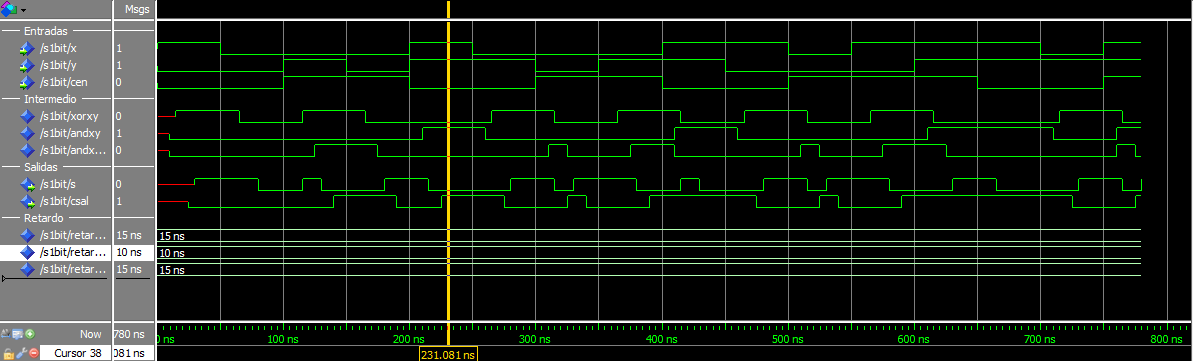 Msgs
Entradas
/s1bit/x 1
/s1bit/y 1
/s1bit/cen 0
Intermedio
/s1bit/xorxy 0
/s1bit/andxy 1
/s1bit/andx... 0
Salidas
/s1bit/s 0
/s1bit/csal 1
Retardo
/s1bit/retar... 15 ns 15 ns
/s1bit/retar... 10 ns 10 ns
/s1bit/retar... 15 ns 15 ns
Now 780 ns 0 ns 100 ns 200 ns 300 ns 400 ns 500 ns 600 ns 700 ns 800 ns
Cursor 38 081 ns 231.081 ns